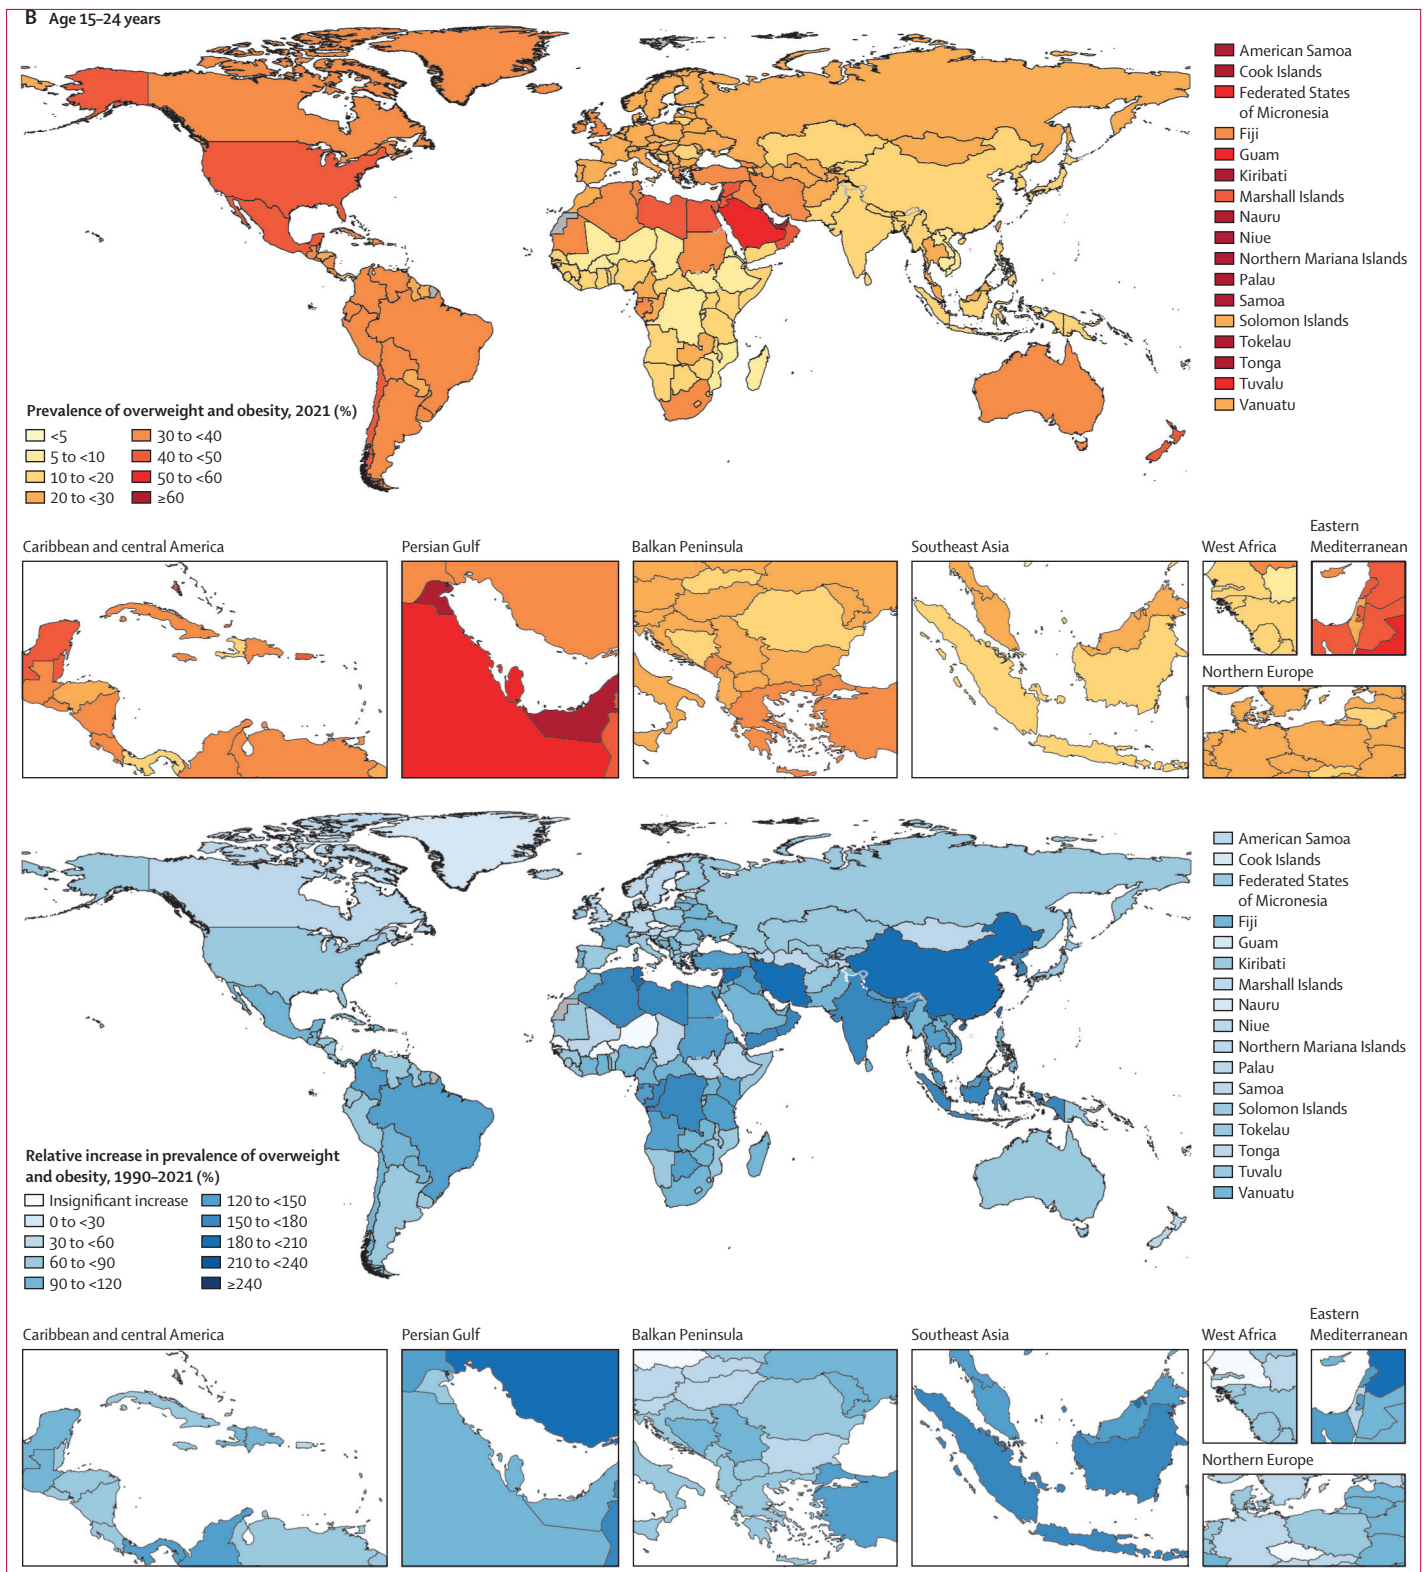 B Age 15–24 years
American Samoa
Cook Islands
Federated States
of Micronesia
Fiji
Guam
Kiribati
Marshall Islands
Nauru
Niue
Northern Mariana Islands
Palau
Samoa
Solomon Islands
Tokelau
Tonga
Tuvalu
Vanuatu
Prevalence of overweight and obesity, 2021 (%)
<5
5 to <10
10 to <20
20 to <30
30 to <40
40 to <50
50 to <60
≥60
Caribbean and central America
Persian Gulf
Balkan Peninsula
Southeast Asia
West Africa
Eastern
Mediterranean
Northern Europe
American Samoa
Cook Islands
Federated States
of Micronesia
Fiji
Guam
Kiribati
Marshall Islands
Nauru
Niue
Northern Mariana Islands
Palau
Samoa
Solomon Islands
Tokelau
Tonga
Tuvalu
Vanuatu
Relative increase in prevalence of overweight
and obesity, 1990–2021 (%)
Insignificant increase
0 to <30
30 to <60
60 to <90
90 to <120
120 to <150
150 to <180
180 to <210
210 to <240
≥240
Caribbean and central America
Persian Gulf
Balkan Peninsula
Southeast Asia
West Africa
Eastern
Mediterranean
Northern Europe